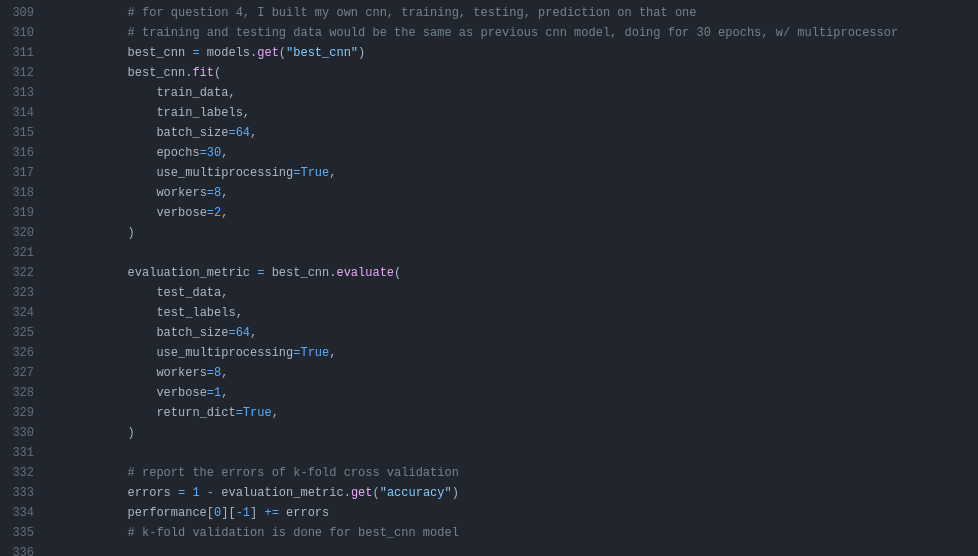 309 # for question 4, I built my own cnn, training, testing, prediction on that one
310 # training and testing data would be the same as previous cnn model, doing for 30 epochs, w/ multiprocessor
311 best_cnn = models.get("best_cnn")
312 best_cnn.fit(
313 train_data,
314 train_labels,
315 batch_size=64,
316 epochs=30,
317 use_multiprocessing=True,
318 workers=8,
319 verbose=2,
320 )
321
322 evaluation_metric = best_cnn.evaluate(
323 test_data,
324 test_labels,
325 batch_size=64,
326 use_multiprocessing=True,
327 workers=8,
328 verbose=1,
329 return_dict=True,
330 )
331
332 # report the errors of k-fold cross validation
333 errors = 1 - evaluation_metric.get("accuracy")
334 performance[0][-1] += errors
335 # k-fold validation is done for best_cnn model
336